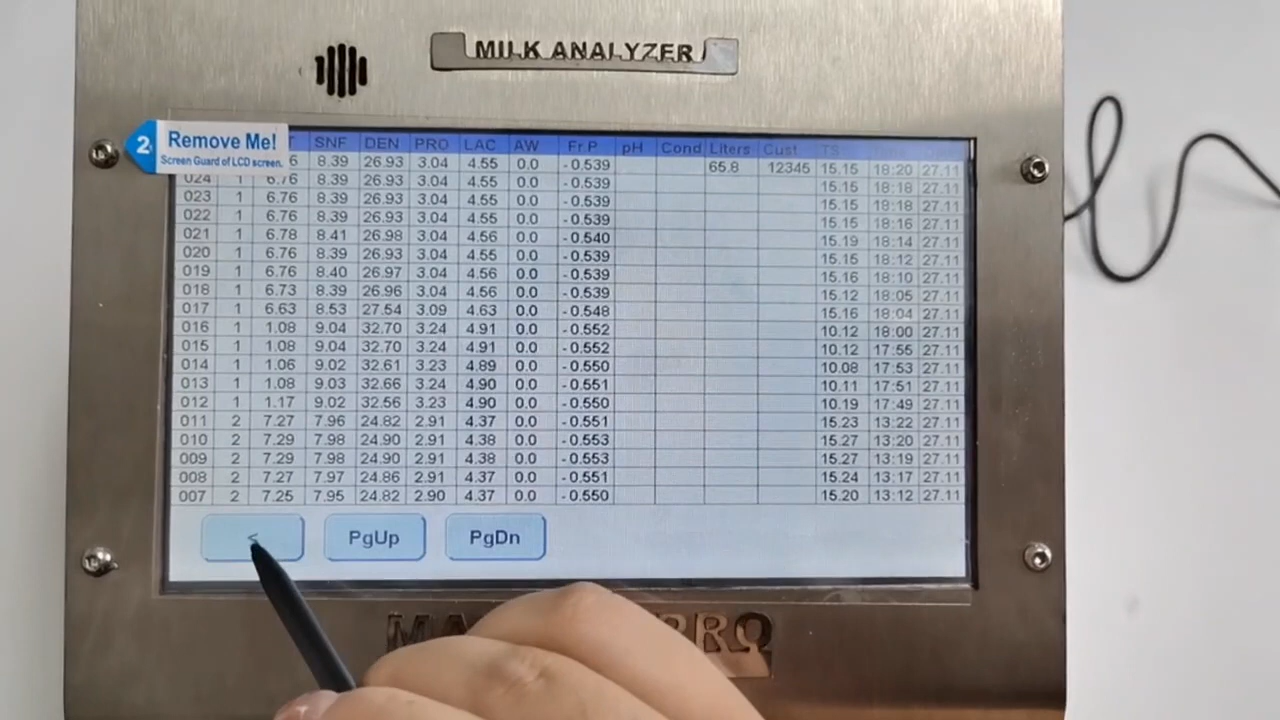 MILK ANALYZER
2 Remove Me!
Screen Guard of LCD screen.
T SNF DEN PRO LAC AW Fr.P pH Cond Liters Cust. TS
6 8.39 26.93 3.04 4.55 0.0 - 0.539 65.8 12345 15.15 18:20 27.11
024 1 6.76 8.39 26.93 3.04 4.55 0.0 - 0.539 15.15 18:18 27.11
023 1 6.76 8.39 26.93 3.04 4.55 0.0 - 0.539 15.15 18:18 27.11
022 1 6.76 8.39 26.93 3.04 4.55 0.0 - 0.539 15.15 18:16 27.11
021 1 6.78 8.41 26.98 3.04 4.56 0.0 - 0.540 15.19 18:14 27.11
020 1 6.76 8.39 26.93 3.04 4.55 0.0 - 0.539 15.15 18:12 27.11
019 1 6.76 8.40 26.97 3.04 4.56 0.0 - 0.539 15.16 18:10 27.11
018 1 6.73 8.39 26.96 3.04 4.56 0.0 - 0.539 15.12 18:05 27.11
017 1 6.63 8.53 27.54 3.09 4.63 0.0 - 0.548 15.16 18:04 27.11
016 1 1.08 9.04 32.70 3.24 4.91 0.0 - 0.552 10.12 18:00 27.11
015 1 1.08 9.04 32.70 3.24 4.91 0.0 - 0.552 10.12 17:55 27.11
014 1 1.06 9.02 32.61 3.23 4.89 0.0 - 0.550 10.08 17:53 27.11
013 1 1.08 9.03 32.66 3.24 4.90 0.0 - 0.551 10.11 17:51 27.11
012 1 1.17 9.02 32.56 3.23 4.90 0.0 - 0.550 10.19 17:49 27.11
011 2 7.27 7.96 24.82 2.91 4.37 0.0 - 0.551 15.23 13:22 27.11
010 2 7.29 7.98 24.90 2.91 4.38 0.0 - 0.553 15.27 13:20 27.11
009 2 7.29 7.98 24.90 2.91 4.38 0.0 - 0.553 15.27 13:19 27.11
008 2 7.27 7.97 24.86 2.91 4.37 0.0 - 0.551 15.24 13:17 27.11
007 2 7.25 7.95 24.82 2.90 4.37 0.0 - 0.550 15.20 13:12 27.11
< PgUp PgDn